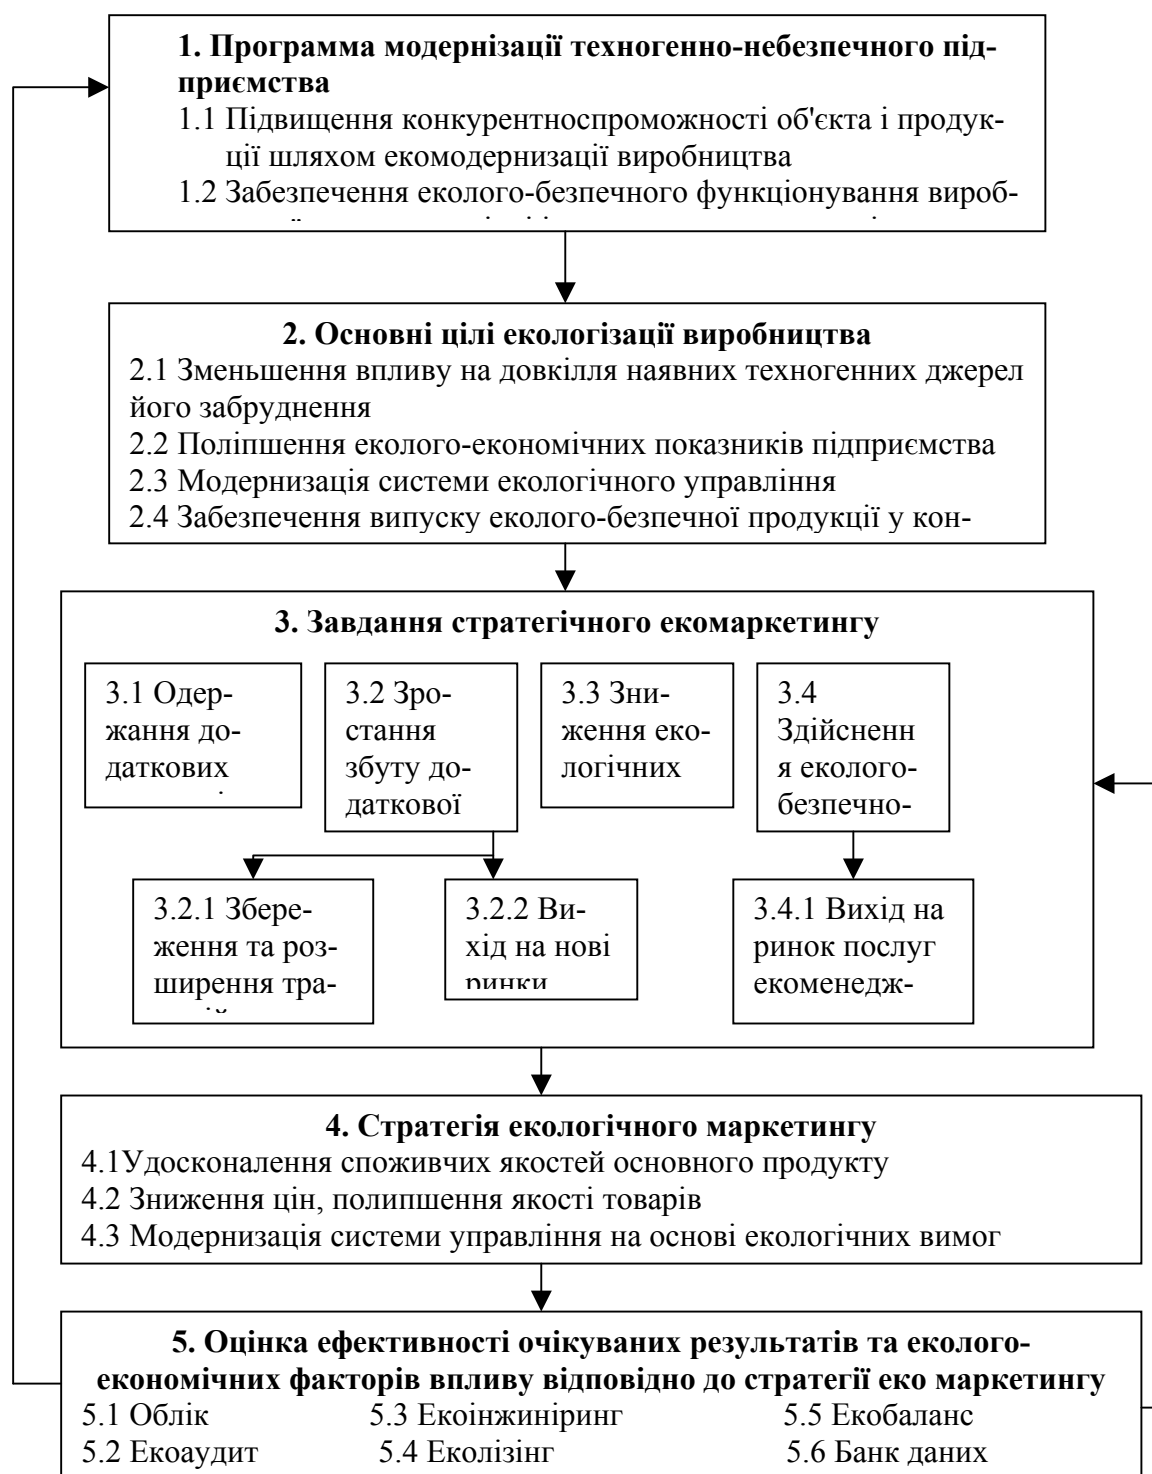 1. Программа модернізації техногенно-небезпечного під-
приємства
1.1 Підвищення конкурентноспроможності об'єкта і продук-
ції шляхом екомодернизації виробництва
1.2 Забезпечення еколого-безпечного функціонування вироб-
2. Основні цілі екологізації виробництва
2.1 Зменьшення впливу на довкілля наявних техногенних джерел
його забруднення
2.2 Поліпшення еколого-економічних показників підприємства
2.3 Модернизація системи екологічного управління
2.4 Забезпечення випуску еколого-безпечної продукції у кон-
3. Завдання стратегічного екомаркетингу
3.1 Одер-
жання до-
даткових
3.2 Зро-
стання
збуту до-
даткової
3.3 Зни-
ження еко-
логічних
3.4
Здійсненн
я еколого-
безпечно-
3.2.1 Збере-
ження та роз-
ширення тра-
3.2.2 Ви-
хід на нові
ринки
3.4.1 Вихід на
ринок послуг
екоменедж-
4. Стратегія екологічного маркетингу
4.1Удосконалення споживчих якостей основного продукту
4.2 Зниження цін, полипшення якості товарів
4.3 Модернизація системи управління на основі екологічних вимог
5. Оцінка ефективності очікуваних результатів та еколого-
економічних факторів впливу відповідно до стратегії еко маркетингу
5.1 Облік 5.3 Екоінжиніринг 5.5 Екобаланс
5.2 Екоаудит 5.4 Еколізінг 5.6 Банк даних